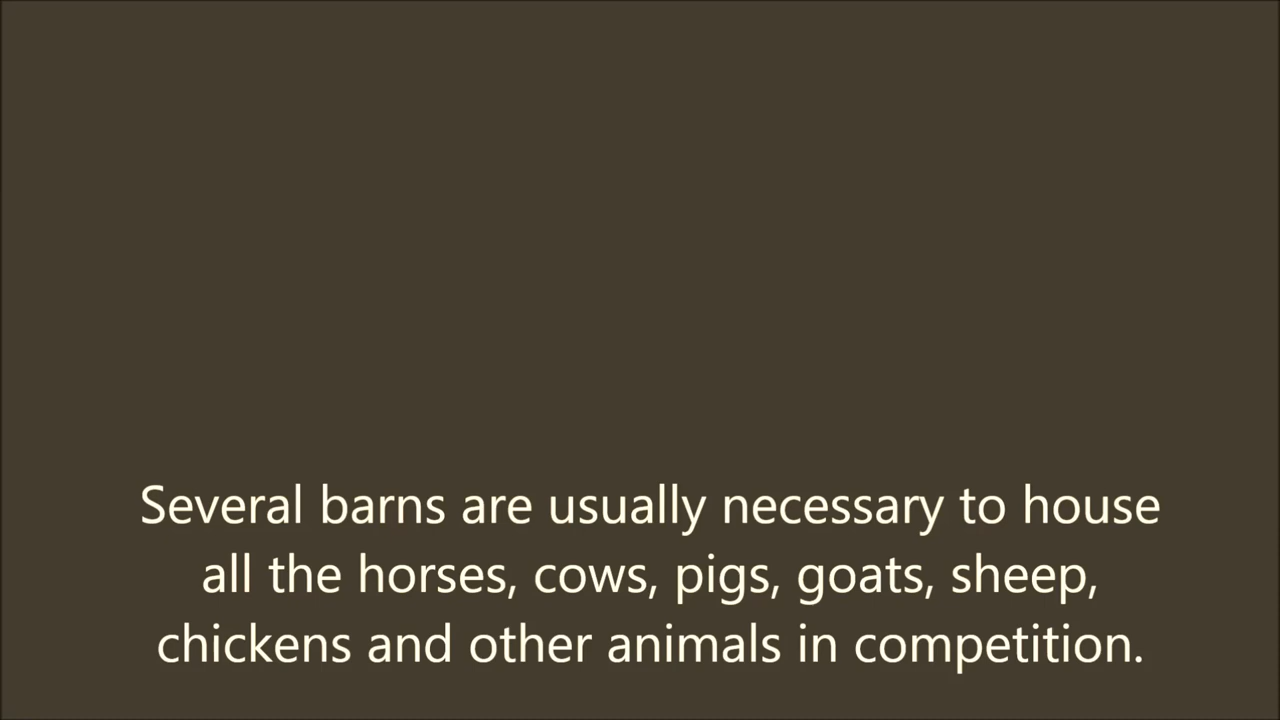 Several barns are usually necessary to house
all the horses, cows, pigs, goats, sheep,
chickens and other animals in competition.